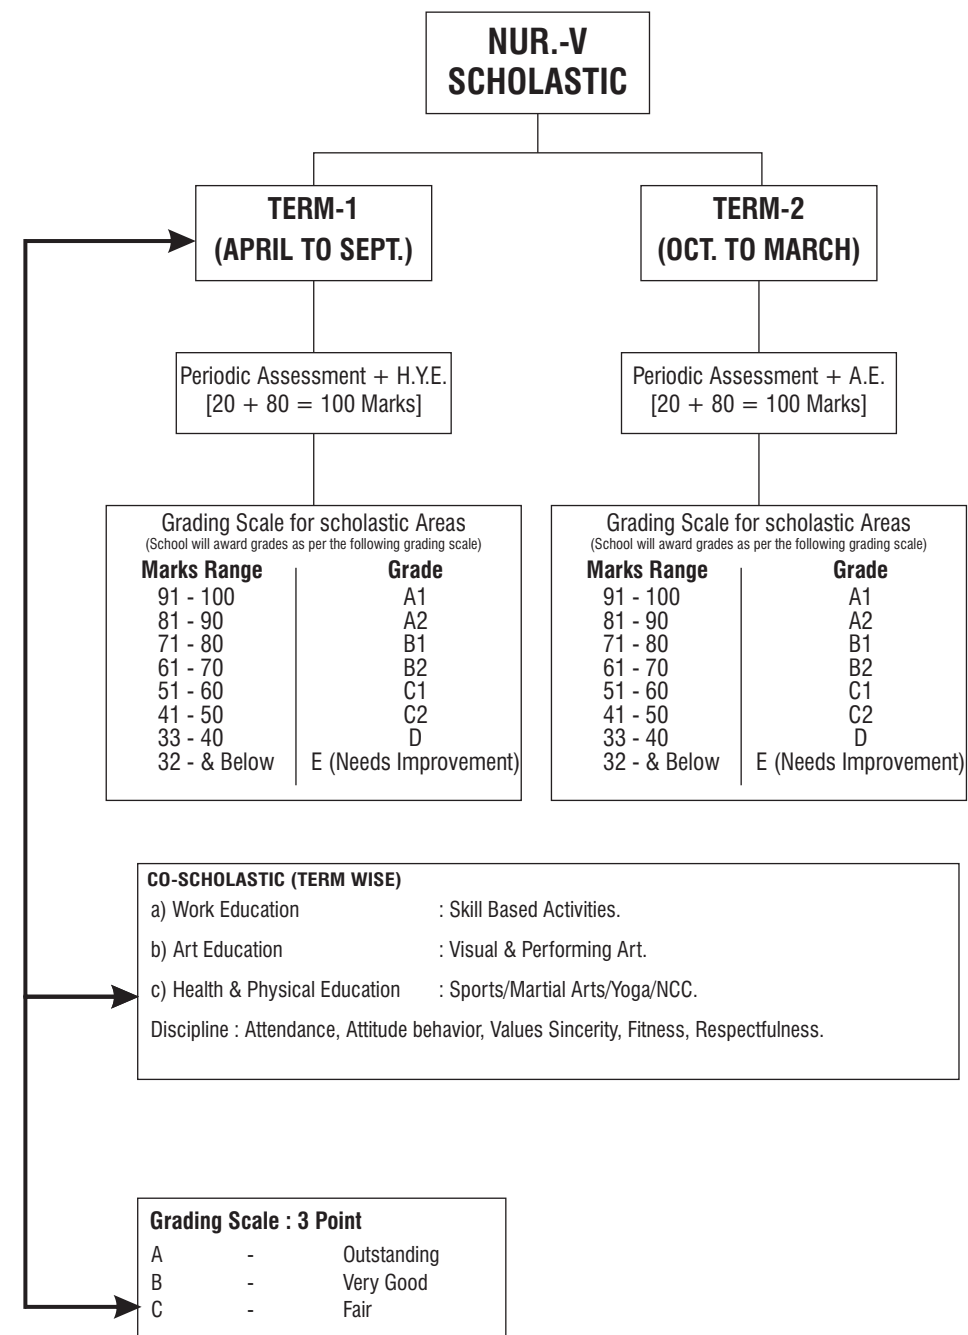 NUR.-V
SCHOLASTIC
TERM-1
(APRIL TO SEPT.)
TERM-2
(OCT. TO MARCH)
Periodic Assessment + H.Y.E.
[20 + 80 = 100 Marks]
Periodic Assessment + A.E.
[20 + 80 = 100 Marks]
Grading Scale for scholastic Areas
(School will award grades as per the following grading scale)
Marks Range Grade
91 - 100 A1
81 - 90 A2
71 - 80 B1
61 - 70 B2
51 - 60 C1
41 - 50 C2
33 - 40 D
32 - & Below E (Needs Improvement)
Grading Scale for scholastic Areas
(School will award grades as per the following grading scale)
Marks Range Grade
91 - 100 A1
81 - 90 A2
71 - 80 B1
61 - 70 B2
51 - 60 C1
41 - 50 C2
33 - 40 D
32 - & Below E (Needs Improvement)
CO-SCHOLASTIC (TERM WISE)
a) Work Education : Skill Based Activities.
b) Art Education : Visual & Performing Art.
c) Health & Physical Education : Sports/Martial Arts/Yoga/NCC.
Discipline : Attendance, Attitude behavior, Values Sincerity, Fitness, Respectfulness.
Grading Scale : 3 Point
A - Outstanding
B - Very Good
C - Fair